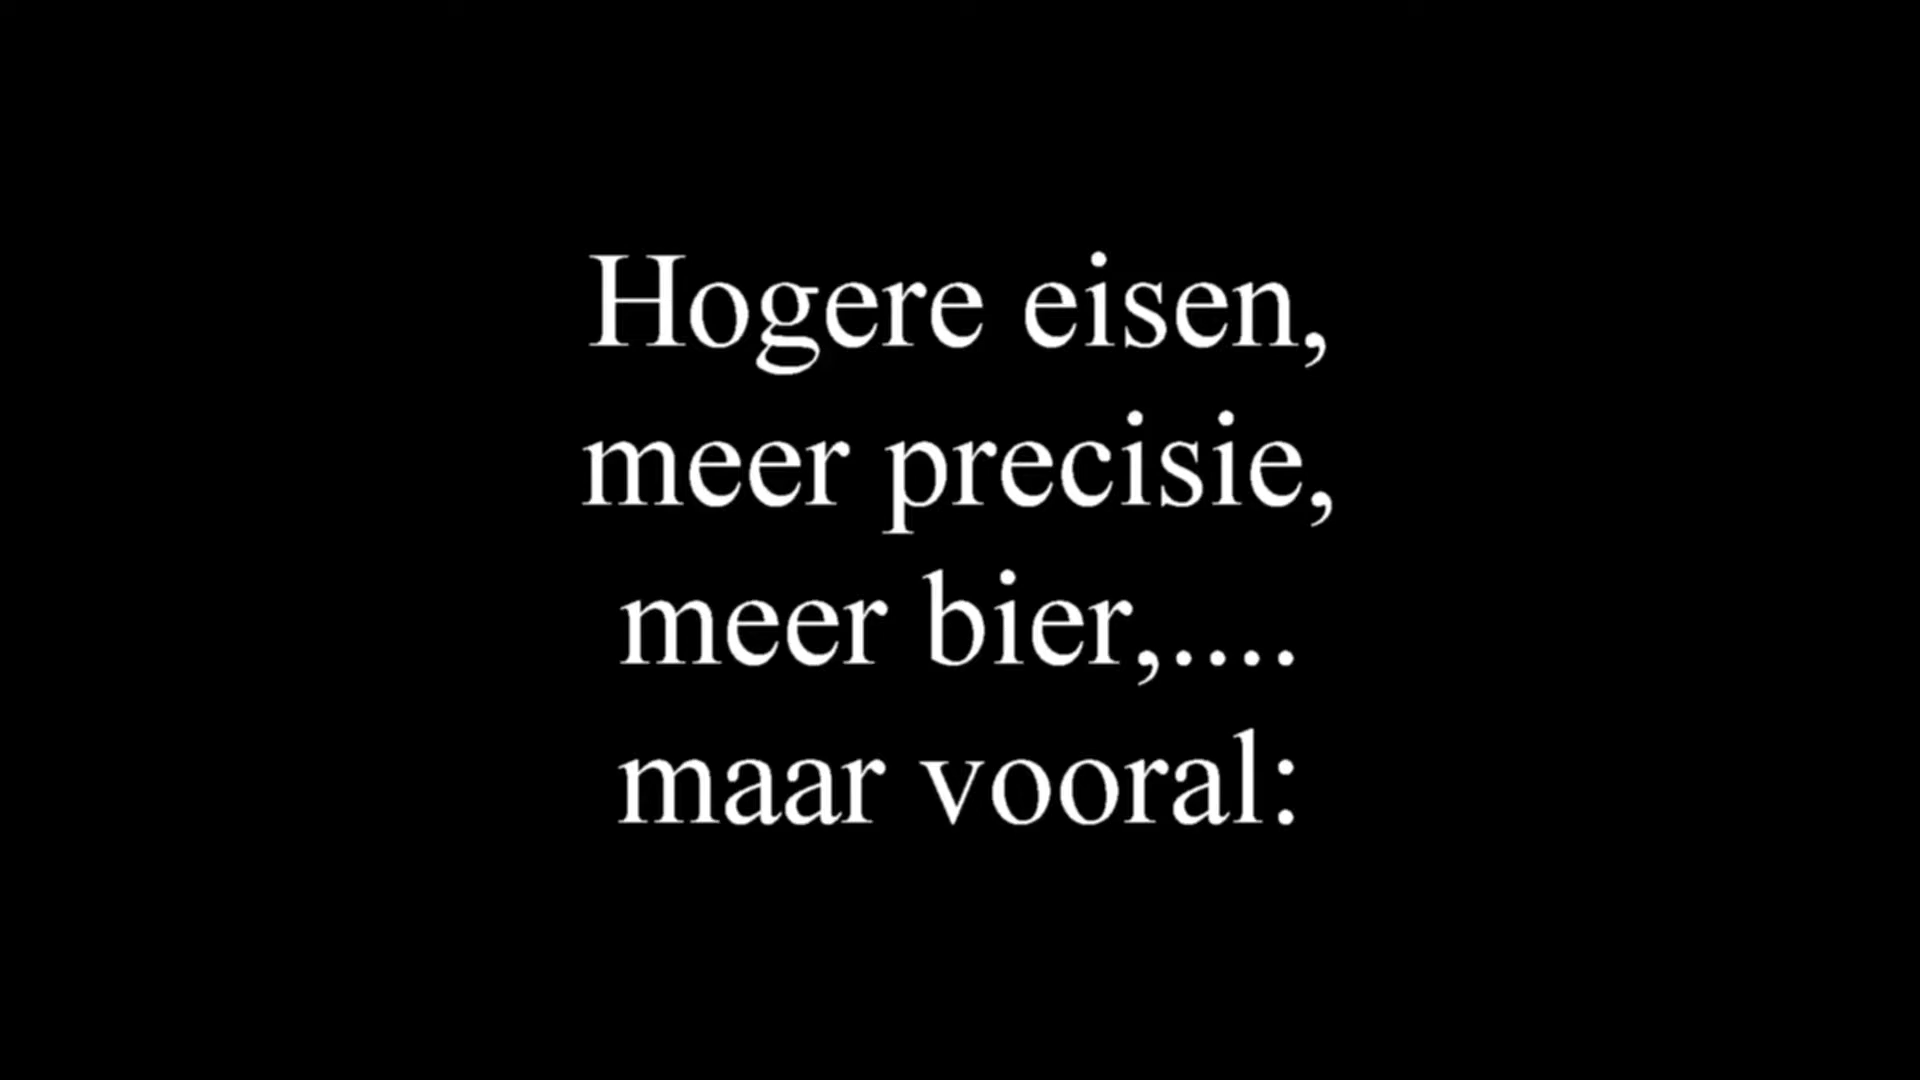 Hogere eisen,
meer precisie,
meer bier,....
maar vooral: